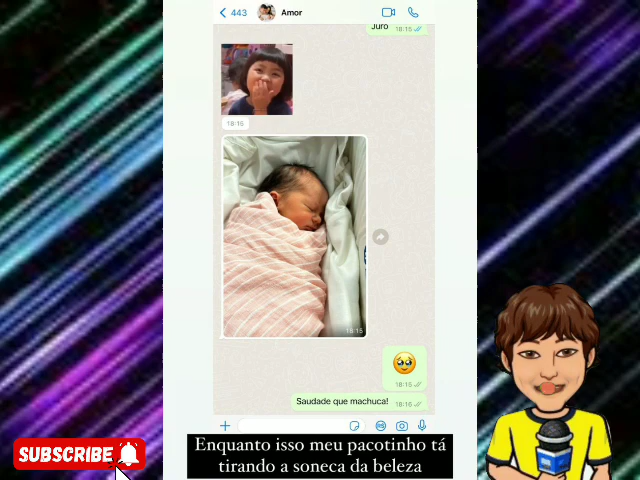 443 Amor
Juro 18:15
18:15
18:15
18:15
Saudade que machuca! 18:16
Enquanto isso meu pacotinho tá
tirando a soneca da beleza
SUBSCRIBE